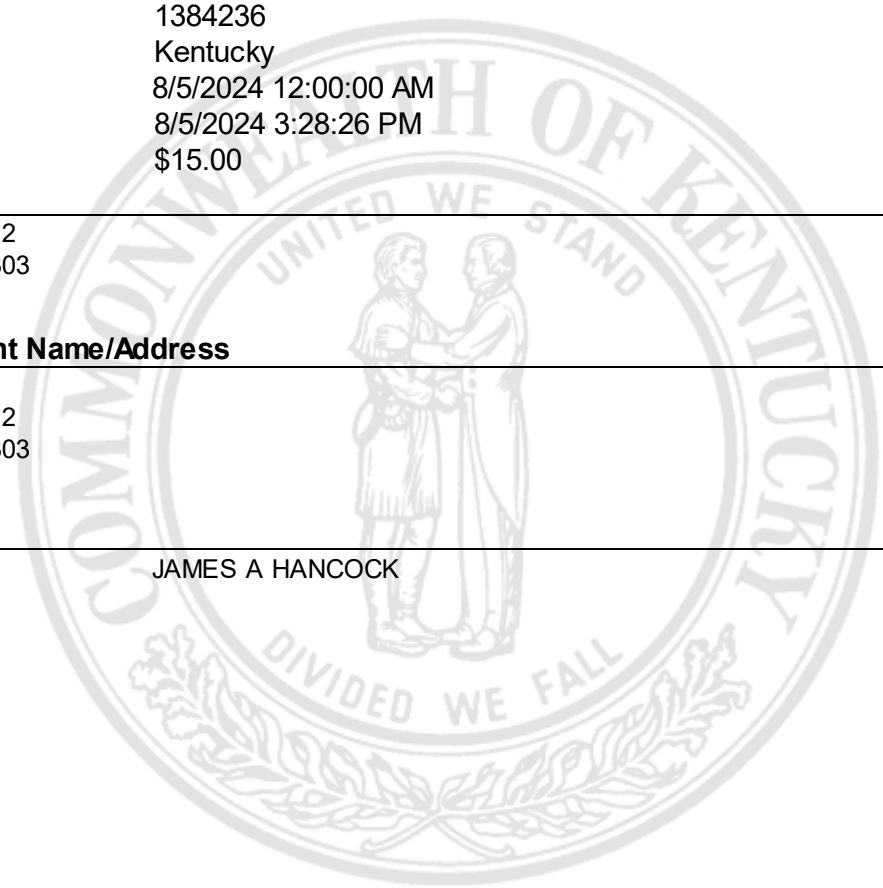 1384236
Kentucky
8/5/2024 12:00:00 AM
8/5/2024 3:28:26 PM
$15.00
2
03
nt Name/Address
2
03
JAMES A HANCOCK
COMMONWEALTH OF KENTUCKY
UNITED WE STAND
DIVIDED WE FALL